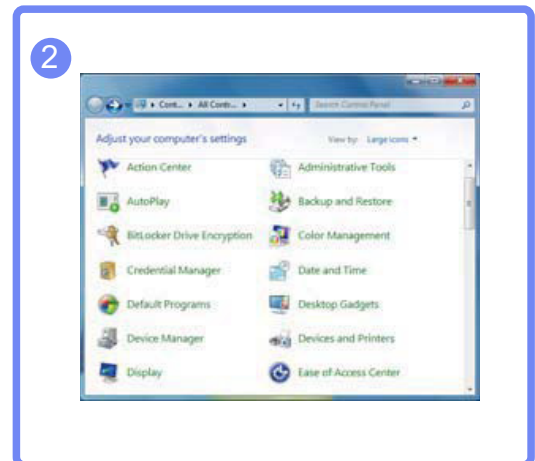 2
Cont... ▸ All Contr... ▸
Search Control Panel
Adjust your computer's settings
View by: Large icons
Action Center
Administrative Tools
AutoPlay
Backup and Restore
BitLocker Drive Encryption
Color Management
Credential Manager
Date and Time
Default Programs
Desktop Gadgets
Device Manager
Devices and Printers
Display
Ease of Access Center